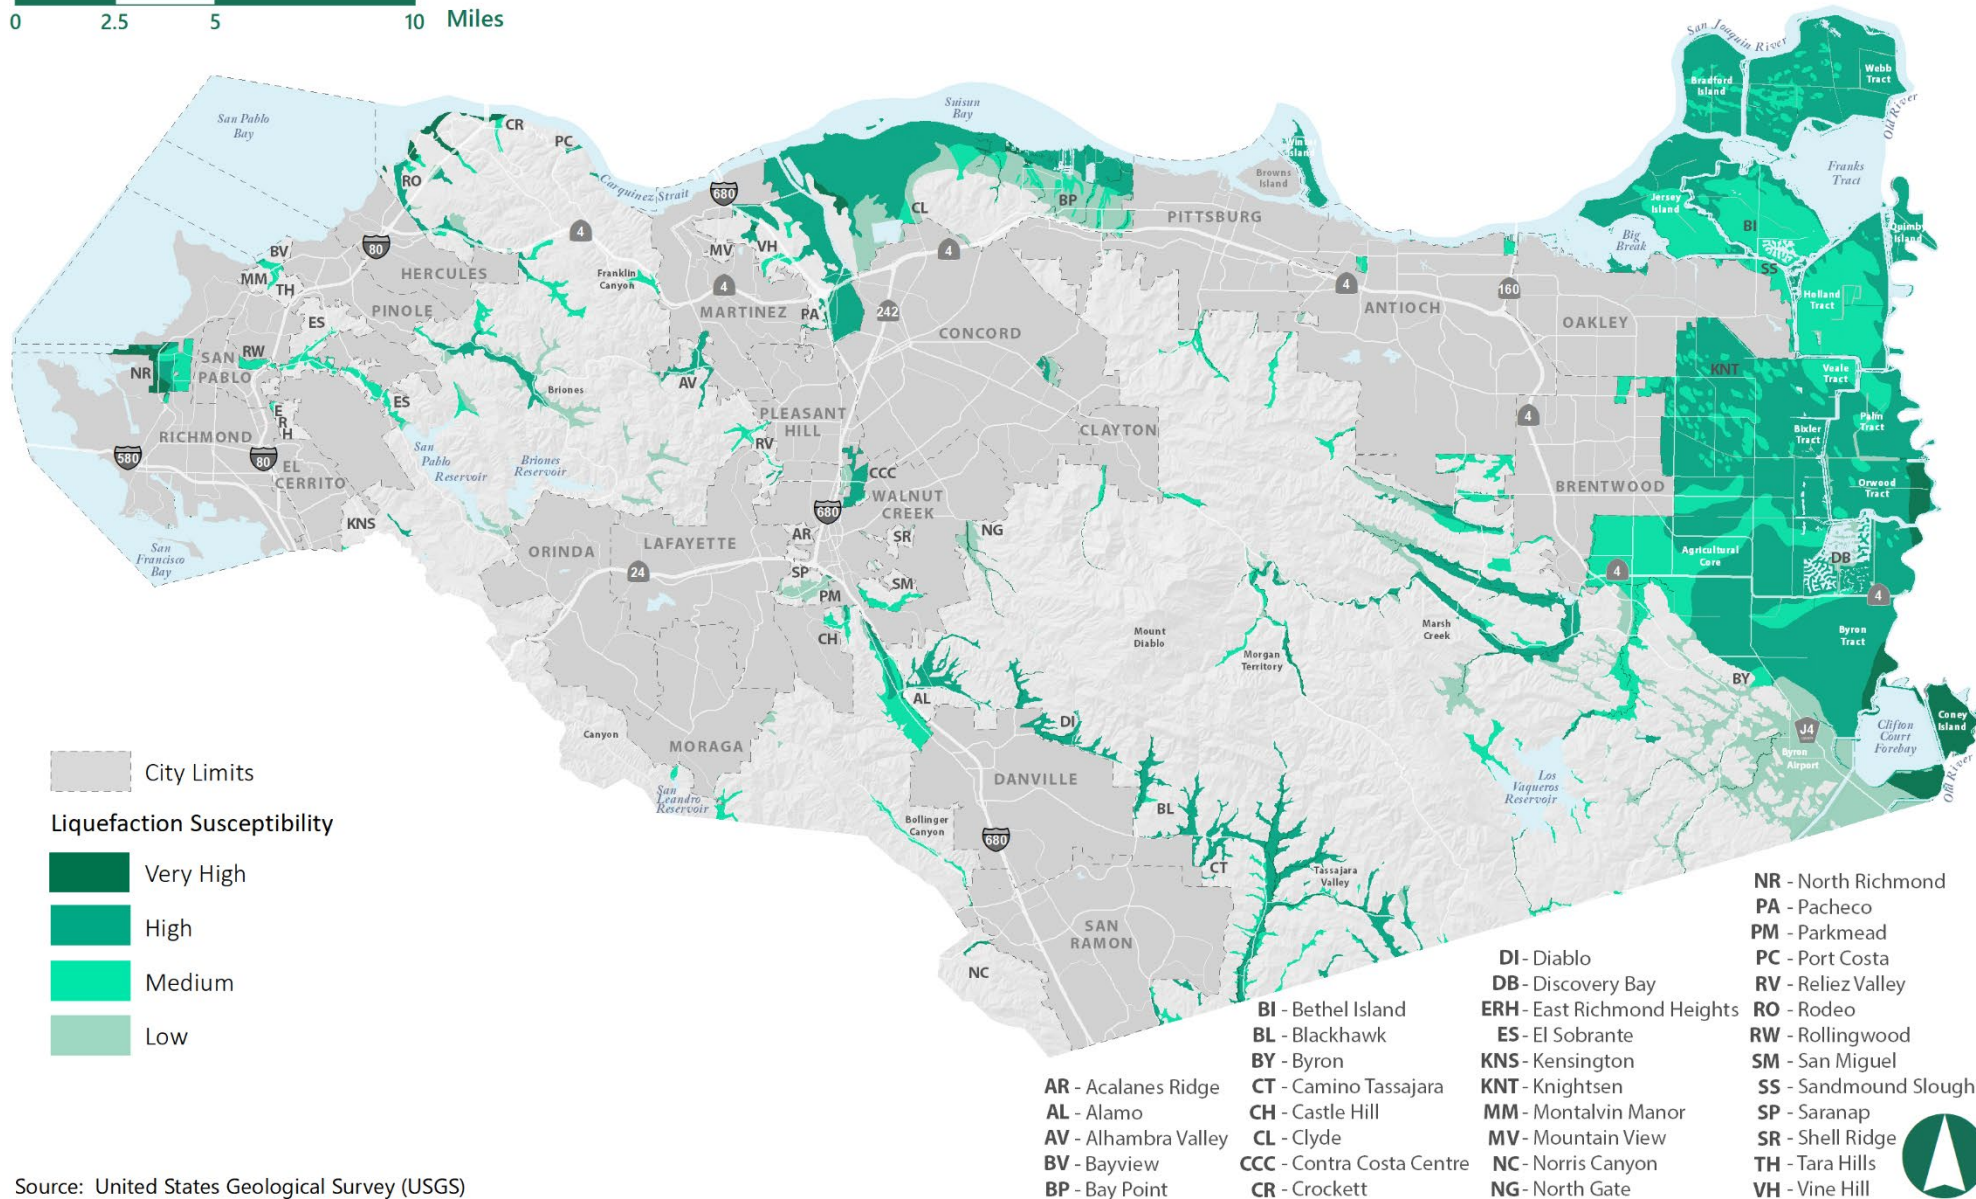 0 2.5 5 10 Miles
San Joaquin River
Bradford
Island
Webb
Tract
Old River
San Pablo
Bay
Suisun
Bay
Franks
Tract
CR
PC
RO
Carquinez Strait
680
Winter
Island
Browns
Island
CL
BP
PITTSBURG
Jersey
Island
BI
Quimby
Island
Big
Break
BV
80
4
MV
VH
4
MM
TH
HERCULES
Franklin
Canyon
4
SS
4
160
Holland
Tract
ES
PINOLE
MARTINEZ
PA
242
CONCORD
ANTIOCH
OAKLEY
NR
SAN
PABLO
RW
ES
Briones
AV
KNT
Veale
Tract
E
R
H
PLEASANT
HILL
CLAYTON
4
Palm
Tract
Bixler
Tract
RICHMOND
RV
580
80
EL
CERRITO
San
Pablo
Reservoir
Briones
Reservoir
CCC
WALNUT
CREEK
BRENTWOOD
Orwood
Tract
680
KNS
San
Francisco
Bay
ORINDA
LAFAYETTE
AR
SR
NG
Agricultural
Core
DB
24
SP
SM
4
4
PM
CH
Mount
Diablo
Marsh
Creek
Morgan
Territory
Byron
Tract
AL
BY
DI
Canyon
MORAGA
J4
Clifton
Court
Forebay
Coney
Island
Byron
Airport
Old River
DANVILLE
San
Leandro
Reservoir
Bollinger
Canyon
BL
Los
Vaqueros
Reservoir
680
CT
Tassajara
Valley
SAN
RAMON
NC
City Limits
Liquefaction Susceptibility
Very High
High
Medium
Low
AR - Acalanes Ridge
AL - Alamo
AV - Alhambra Valley
BV - Bayview
BP - Bay Point
BI - Bethel Island
BL - Blackhawk
BY - Byron
CT - Camino Tassajara
CH - Castle Hill
CL - Clyde
CCC - Contra Costa Centre
CR - Crockett
DI - Diablo
DB - Discovery Bay
ERH - East Richmond Heights
ES - El Sobrante
KNS - Kensington
KNT - Knightsen
MM - Montalvin Manor
MV - Mountain View
NC - Norris Canyon
NG - North Gate
NR - North Richmond
PA - Pacheco
PM - Parkmead
PC - Port Costa
RV - Reliez Valley
RO - Rodeo
RW - Rollingwood
SM - San Miguel
SS - Sandmound Slough
SP - Saranap
SR - Shell Ridge
TH - Tara Hills
VH - Vine Hill
Source: United States Geological Survey (USGS)